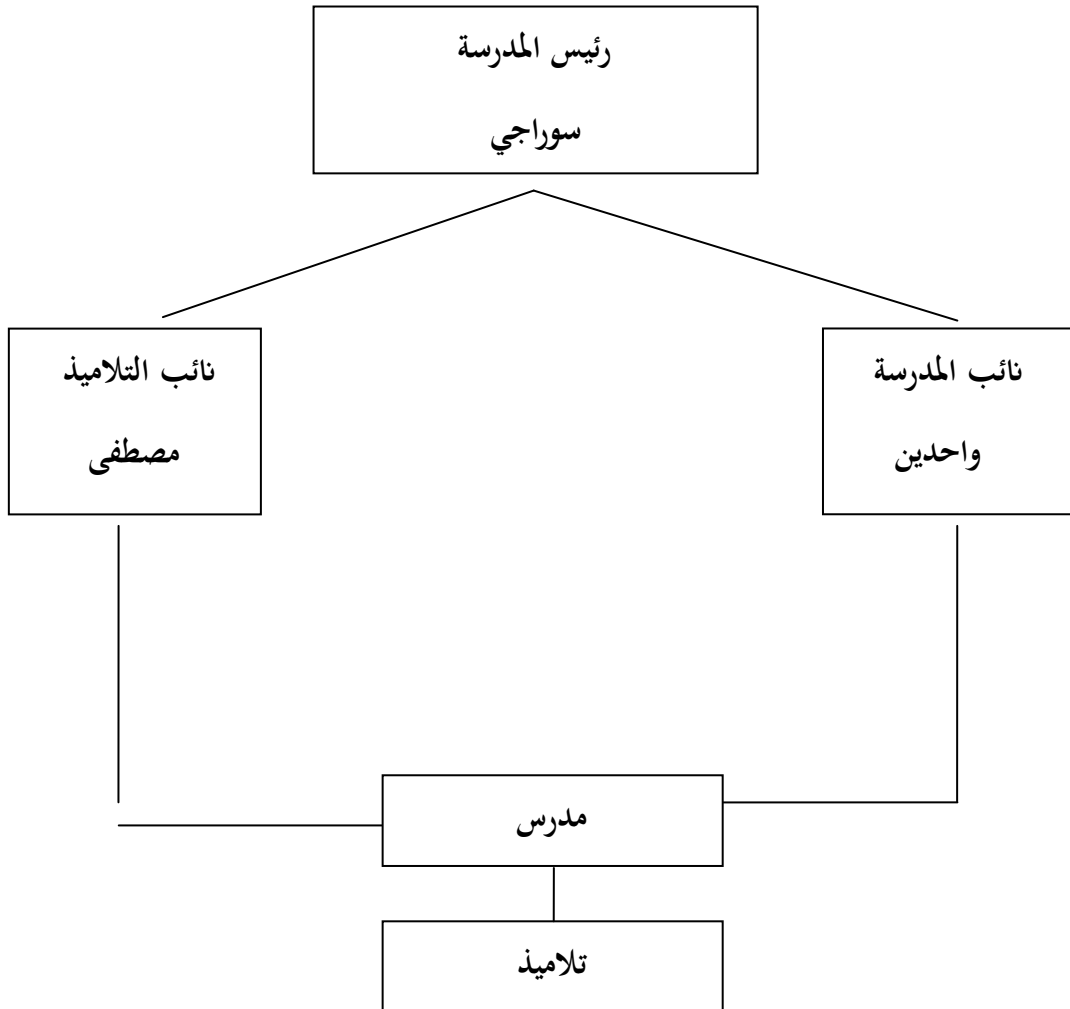 رئيس المدرسة
سوراجي
نائب المدرسة
واحدين
نائب التلاميذ
مصطفى
مدرس
تلاميذ